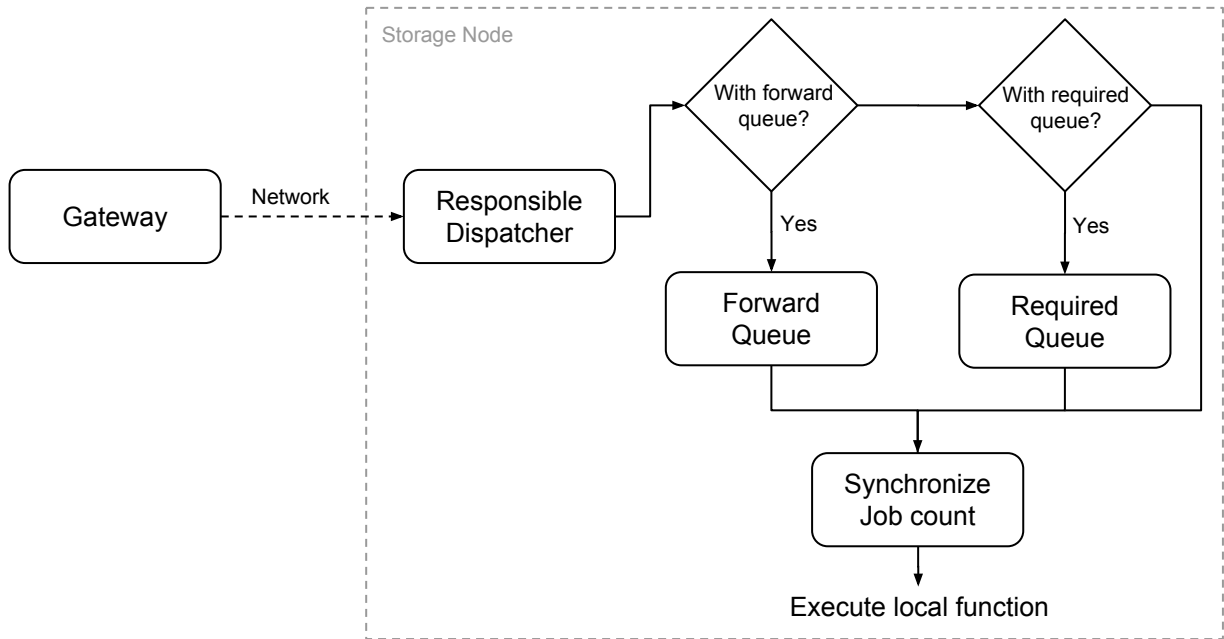 Storage Node
With forward
queue?
With required
queue?
Gateway
Network
Responsible
Dispatcher
Yes
Yes
Forward
Queue
Required
Queue
Synchronize
Job count
Execute local function